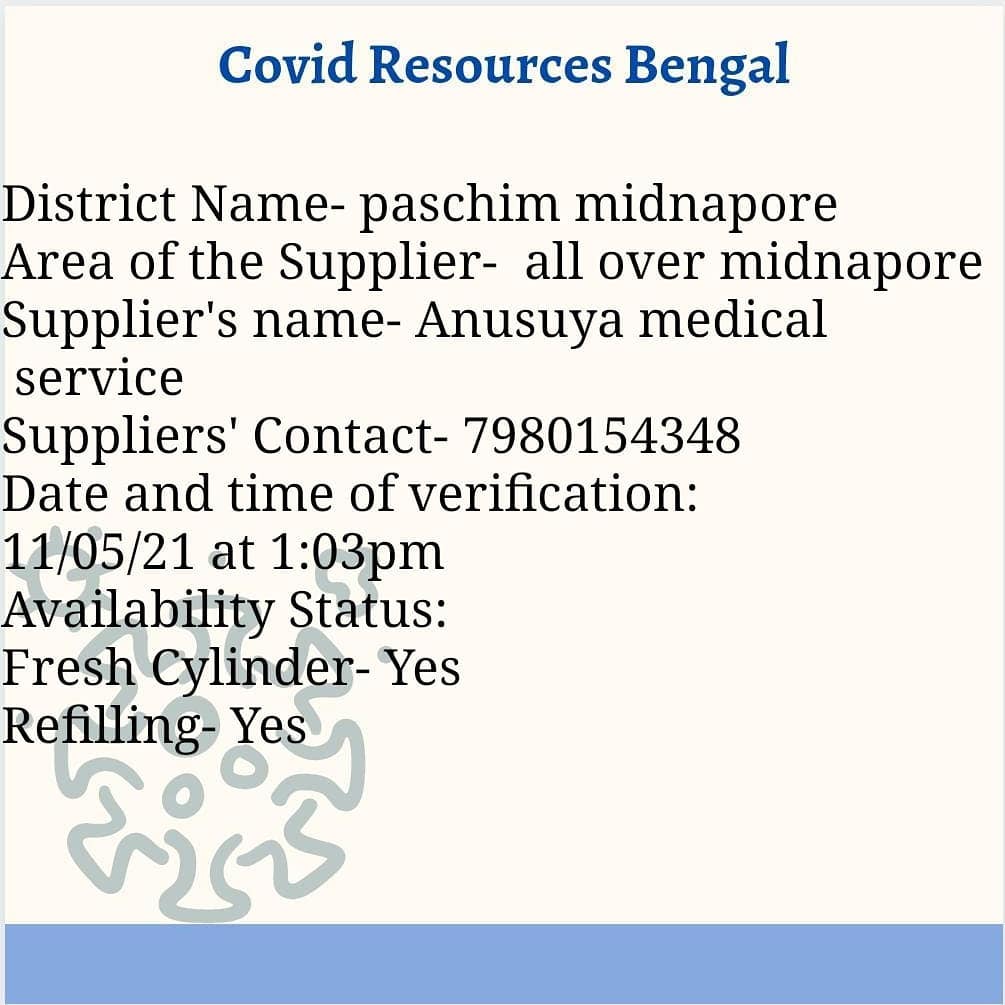 Covid Resources Bengal
District Name- paschim midnapore
Area of the Supplier-  all over midnapore
Supplier's name- Anusuya medical
service
Suppliers' Contact- 7980154348
Date and time of verification:
11/05/21 at 1:03pm
Availability Status:
Fresh Cylinder- Yes
Refilling- Yes